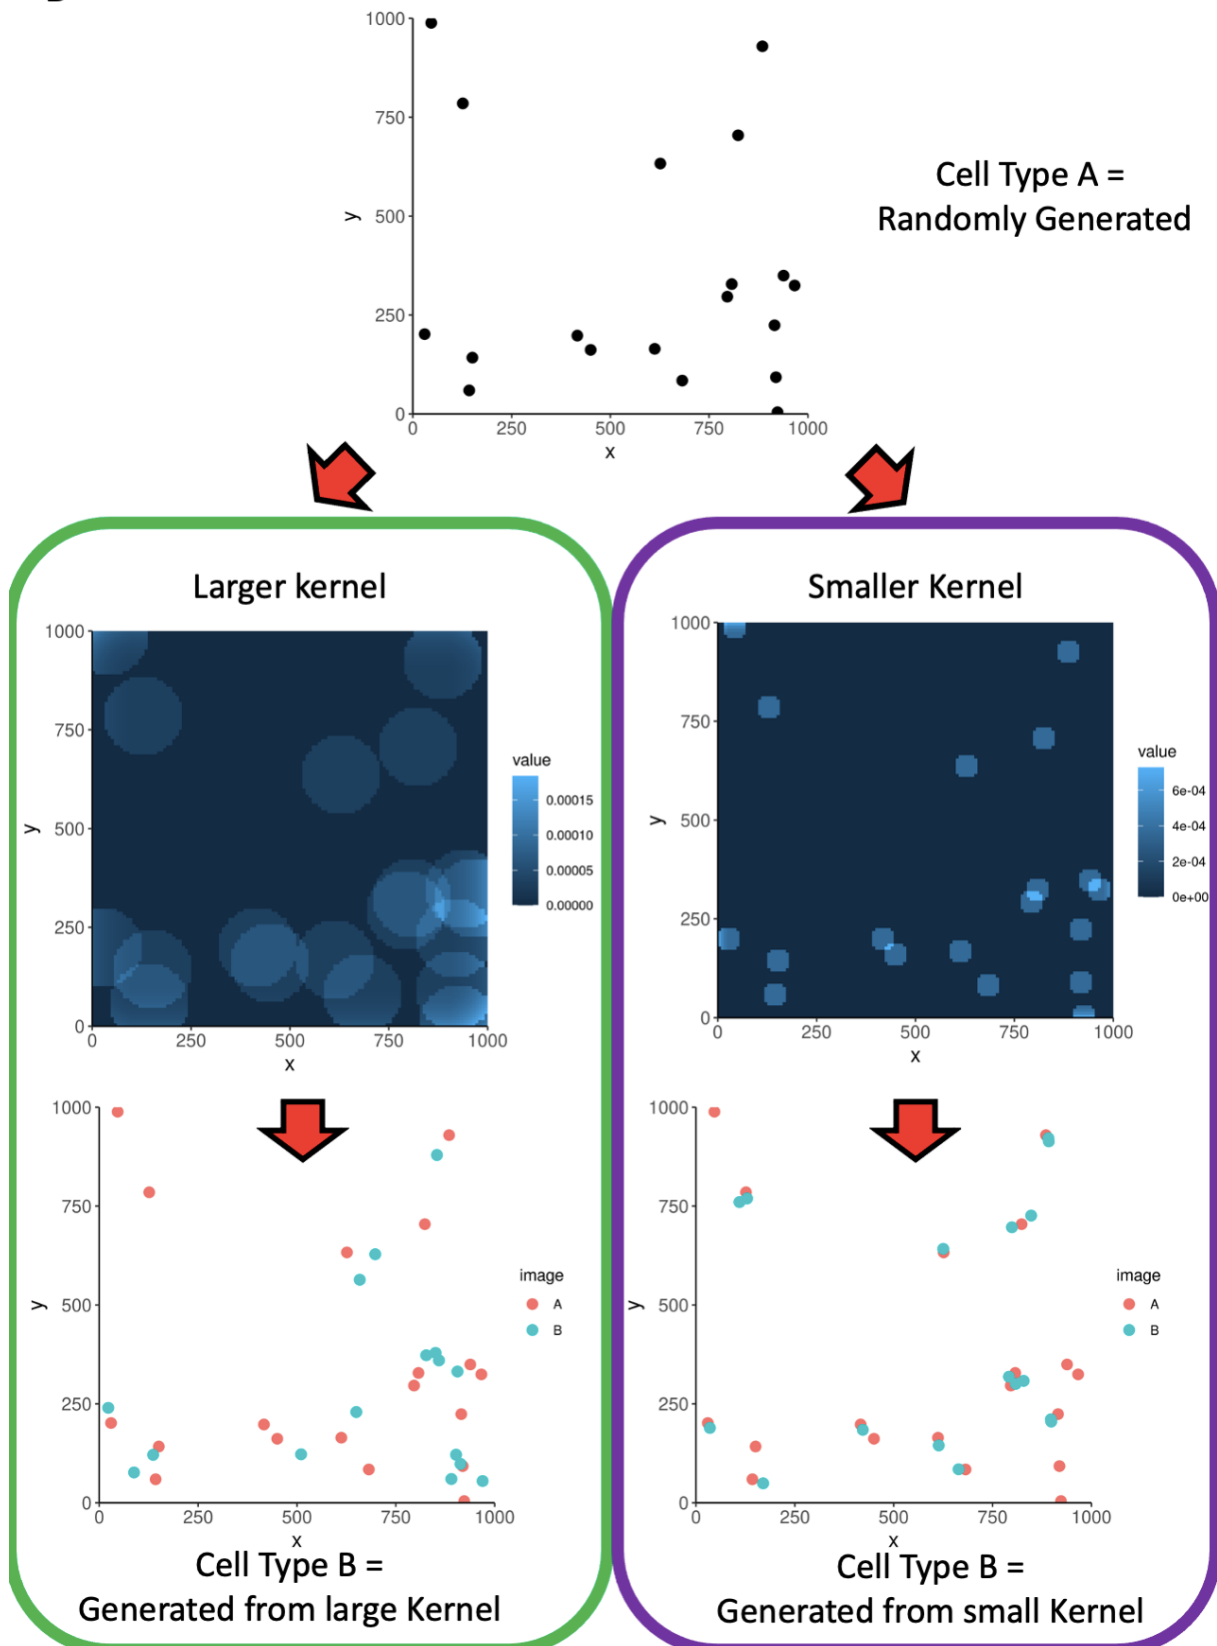 1000
750
500
250
0
y
0 250 500 750 1000
x
Cell Type A =
Randomly Generated
Larger kernel
1000
750
500
250
0
y
0 250 500 750 1000
x
value
0.00015
0.00010
0.00005
0.00000
1000
750
500
250
0
y
0 250 500 750 1000
x
image
A
B
Cell Type B =
Generated from large Kernel
Smaller Kernel
1000
750
500
250
0
y
0 250 500 750 1000
x
value
6e-04
4e-04
2e-04
0e+00
1000
750
500
250
0
y
0 250 500 750 1000
x
image
A
B
Cell Type B =
Generated from small Kernel